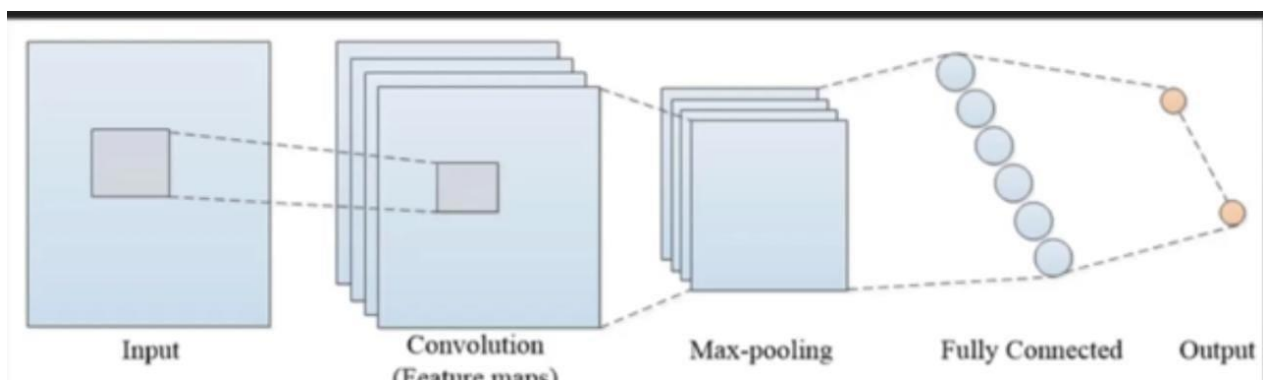 Input
Convolution
(Feature maps)
Max-pooling
Fully Connected
Output